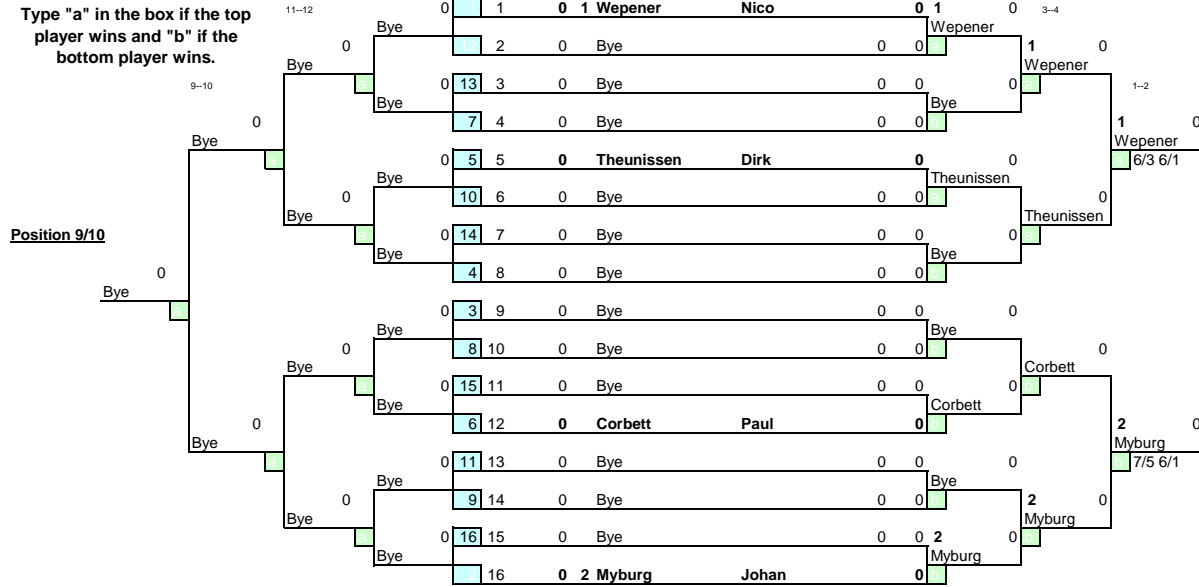 Type "a" in the box if the top
player wins and "b" if the
bottom player wins.
11--12 0 1 1 0 1 Wepener Nico 0 1 0 3--4
Bye Wepener
0 12 2 0 Bye 0 0 a 1 0
Bye Wepener
9--10 a 0 13 3 0 Bye 0 0 0 a 1--2
Bye Bye
7 4 0 Bye 0 0 b 1 0
0
Bye Wepener
a 0 5 5 0 Theunissen Dirk 0 0 a 6/3 6/1
Bye Theunissen
0 10 6 0 Bye 0 0 a 0
Bye Theunissen
Position 9/10 a 0 14 7 0 Bye 0 0 0 a
Bye Bye
0 4 8 0 Bye 0 0 b
Bye
a 0 3 9 0 Bye 0 0 0
Bye Bye
0 8 10 0 Bye 0 0 b 0
Bye Corbett
a 0 15 11 0 Bye 0 0 0 b
Bye Corbett
0 6 12 0 Corbett Paul 0 b 2 0
Bye Myburg
a 0 11 13 0 Bye 0 0 0 b 7/5 6/1
Bye Bye
0 9 14 0 Bye 0 0 b 2 0
Bye Myburg
a 0 16 15 0 Bye 0 0 2 0 b
Bye Myburg
2 16 0 2 Myburg Johan 0 b